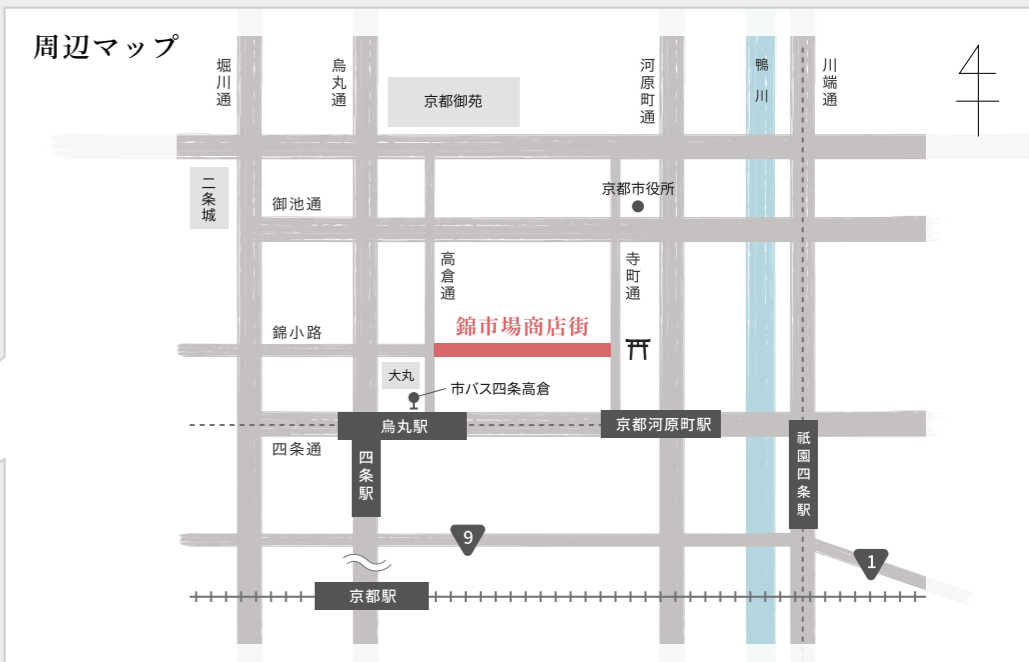 周辺マップ
堀川通
烏丸通
京都御苑
河原町通
鴨川
川端通
二条城
御池通
京都市役所
高倉通
寺町通
錦小路
錦市場商店街
大丸
市バス四条高倉
烏丸駅
京都河原町駅
四条通
四条駅
祇園四条駅
9
1
京都駅